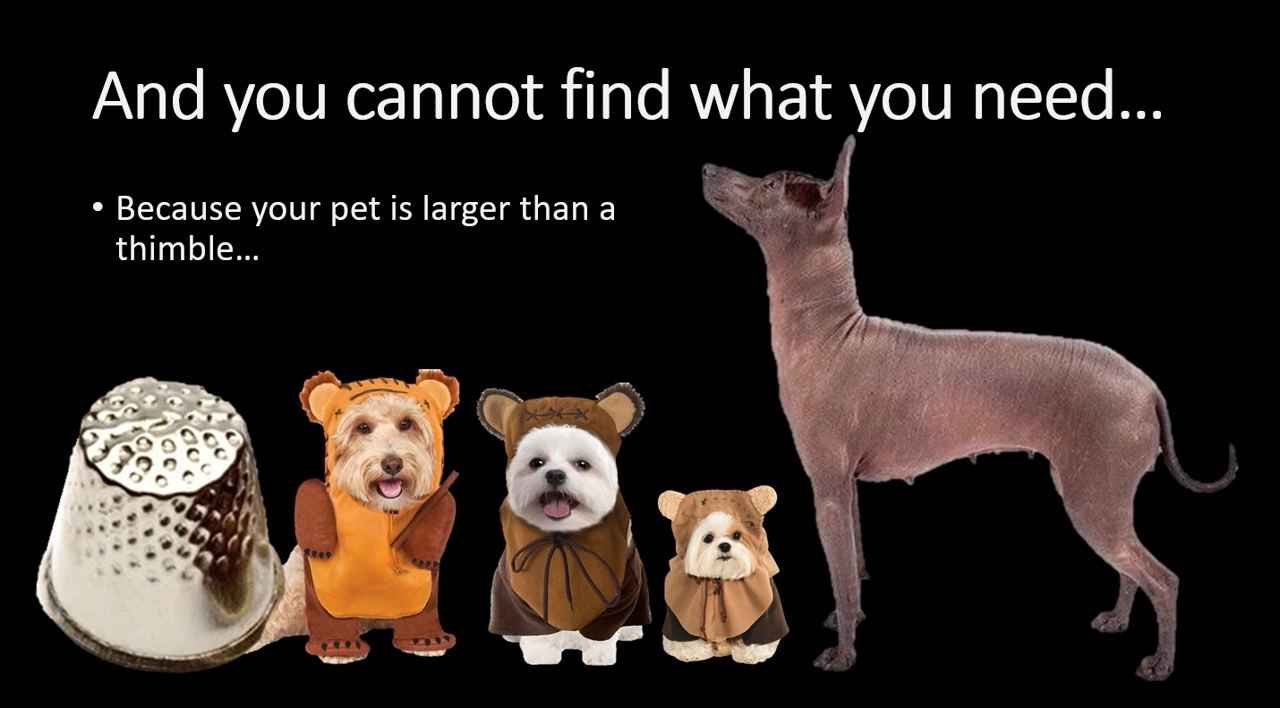 And you cannot find what you need…
• Because your pet is larger than a
thimble…